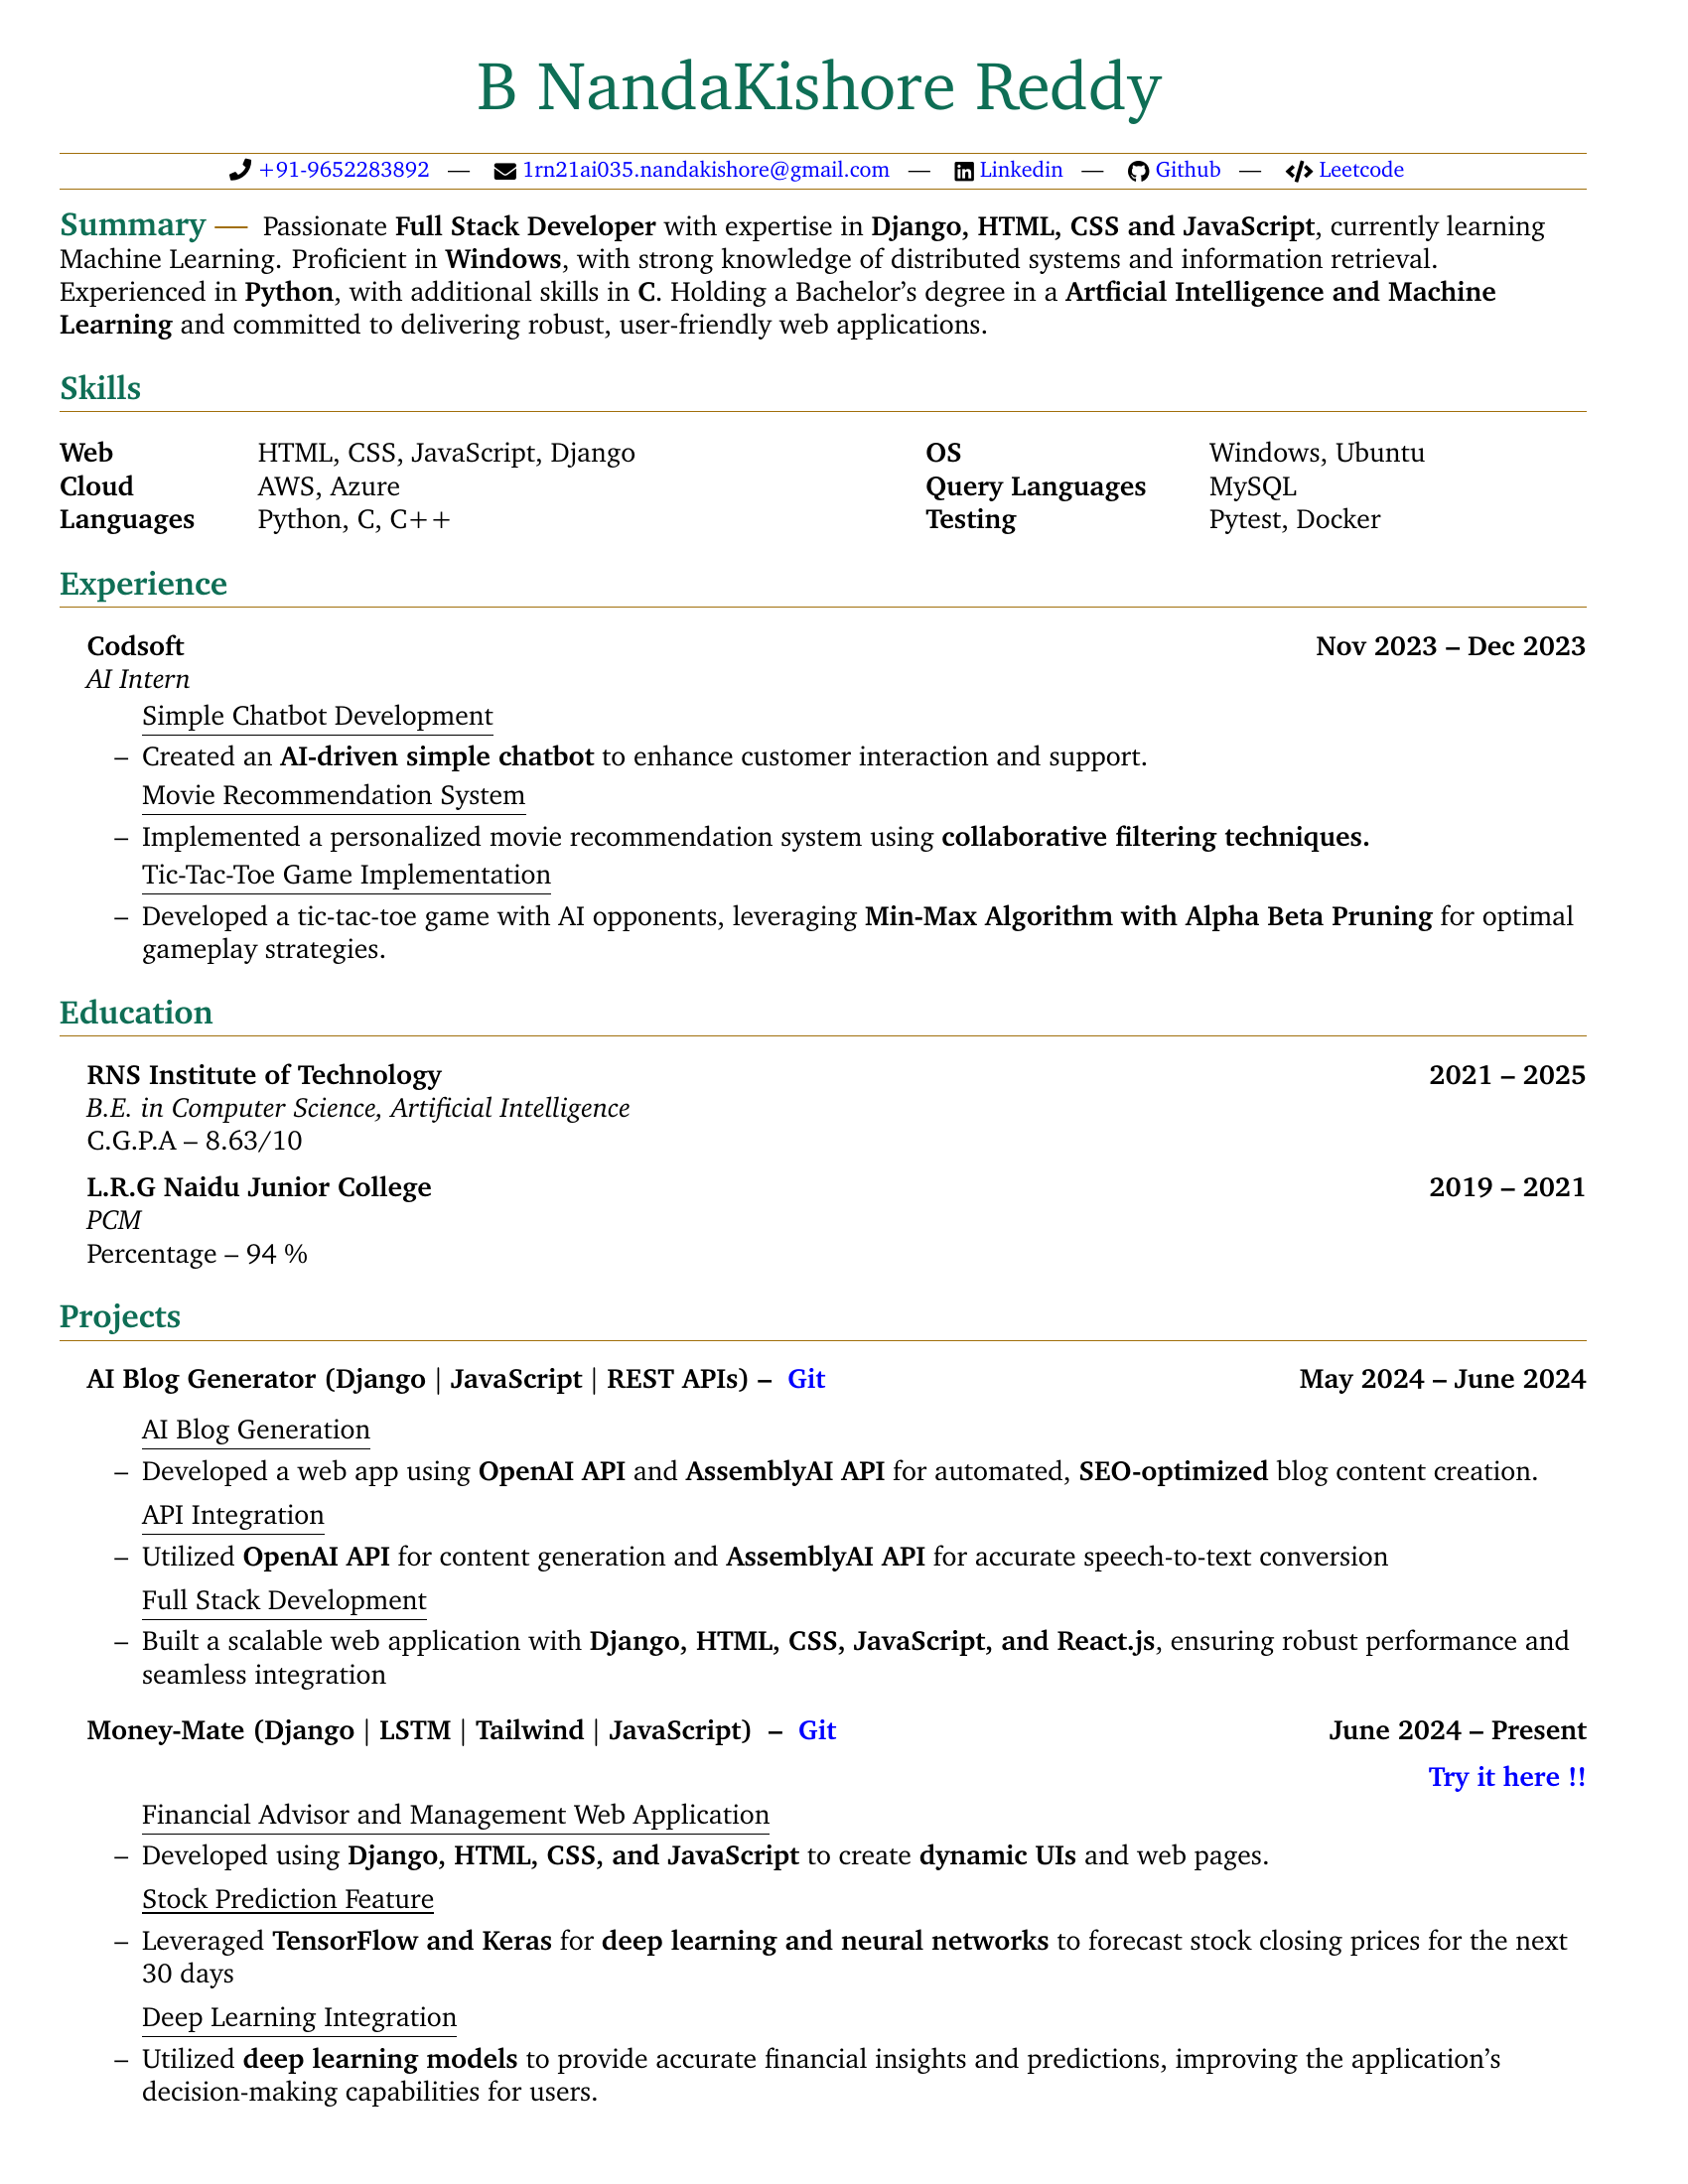 B NandaKishore Reddy
+91-9652283892 — 1rn21ai035.nandakishore@gmail.com — Linkedin — Github — Leetcode
Summary — Passionate Full Stack Developer with expertise in Django, HTML, CSS and JavaScript, currently learning
Machine Learning. Proficient in Windows, with strong knowledge of distributed systems and information retrieval.
Experienced in Python, with additional skills in C. Holding a Bachelor's degree in a Artficial Intelligence and Machine
Learning and committed to delivering robust, user-friendly web applications.
Skills
Web HTML, CSS, JavaScript, Django OS Windows, Ubuntu
Cloud AWS, Azure Query Languages MySQL
Languages Python, C, C++ Testing Pytest, Docker
Experience
Codsoft Nov 2023 – Dec 2023
AI Intern
Simple Chatbot Development
– Created an AI-driven simple chatbot to enhance customer interaction and support.
Movie Recommendation System
– Implemented a personalized movie recommendation system using collaborative filtering techniques.
Tic-Tac-Toe Game Implementation
– Developed a tic-tac-toe game with AI opponents, leveraging Min-Max Algorithm with Alpha Beta Pruning for optimal
gameplay strategies.
Education
RNS Institute of Technology 2021 – 2025
B.E. in Computer Science, Artificial Intelligence
C.G.P.A – 8.63/10
L.R.G Naidu Junior College 2019 – 2021
PCM
Percentage – 94 %
Projects
AI Blog Generator (Django | JavaScript | REST APIs) – Git May 2024 – June 2024
AI Blog Generation
– Developed a web app using OpenAI API and AssemblyAI API for automated, SEO-optimized blog content creation.
API Integration
– Utilized OpenAI API for content generation and AssemblyAI API for accurate speech-to-text conversion
Full Stack Development
– Built a scalable web application with Django, HTML, CSS, JavaScript, and React.js, ensuring robust performance and
seamless integration
Money-Mate (Django | LSTM | Tailwind | JavaScript) – Git June 2024 – Present
Try it here !!
Financial Advisor and Management Web Application
– Developed using Django, HTML, CSS, and JavaScript to create dynamic UIs and web pages.
Stock Prediction Feature
– Leveraged TensorFlow and Keras for deep learning and neural networks to forecast stock closing prices for the next
30 days
Deep Learning Integration
– Utilized deep learning models to provide accurate financial insights and predictions, improving the application's
decision-making capabilities for users.